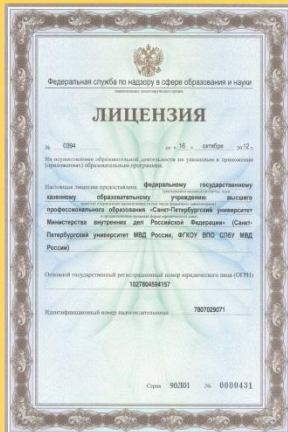 Федеральная служба по надзору в сфере образования и науки
ЛИЦЕНЗИЯ
№ 0394 от « 16 » октября 2012 г.
На осуществление образовательной деятельности по указанным в приложении
(приложениях) образовательным программам
Настоящая лицензия предоставлена федеральному государственному
казенному образовательному учреждению высшего
профессионального образования «Санкт-Петербургский университет
Министерства внутренних дел Российской Федерации» (Санкт-
Петербургский университет МВД России, ФГКОУ ВПО СПбУ МВД
России)
Основной государственный регистрационный номер юридического лица (ОГРН)
1027804594157
Идентификационный номер налогоплательщика 7807029071
Серия 90Л01 № 0000431